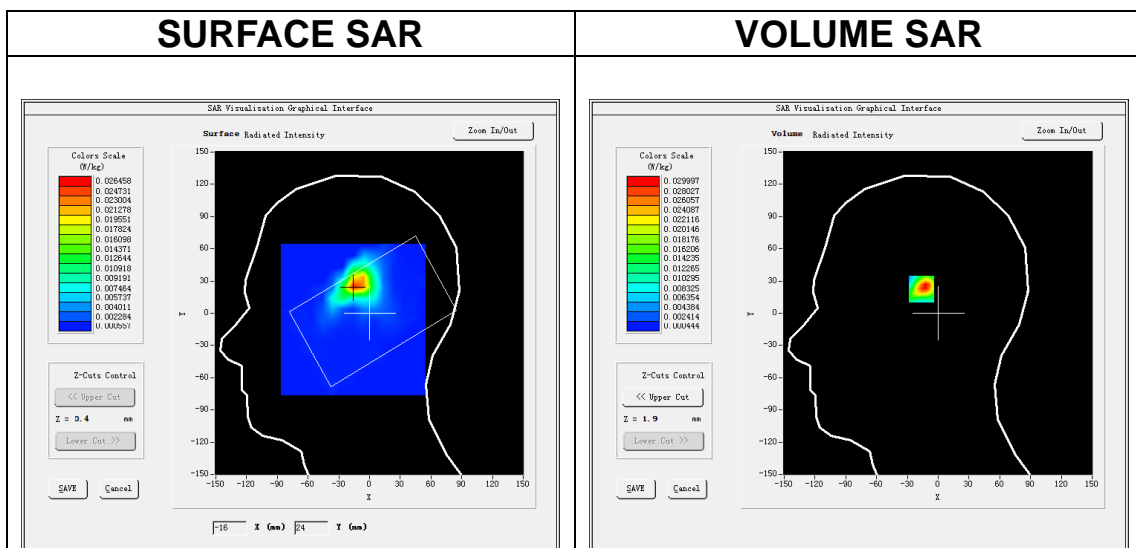 SURFACE SAR
VOLUME SAR
SAR Visualisation Graphical Interface
Surface Radiated Intensity
Zoom In/Out
Colors Scale
(W/kg)
0.026458
0.024731
0.023004
0.021278
0.019551
0.017824
0.016098
0.014371
0.012644
0.010918
0.009191
0.007464
0.005737
0.004011
0.002284
0.000557
150
120
90
60
30
0
-30
-60
-90
-120
-150
Y
-150 -120 -90 -60 -30 0 30 60 90 120 150
X
Z-Cuts Control
<< Upper Cut
Z = 0.4 mm
Lower Cut >>
SAVE Cancel
-16 X (mm) 24 Y (mm)
SAR Visualisation Graphical Interface
Volume Radiated Intensity
Zoom In/Out
Colors Scale
(W/kg)
0.029997
0.028027
0.026057
0.024087
0.022116
0.020146
0.018176
0.016206
0.014235
0.012265
0.010295
0.008325
0.006354
0.004384
0.002414
0.000444
150
120
90
60
30
0
-30
-60
-90
-120
-150
Y
-150 -120 -90 -60 -30 0 30 60 90 120 150
X
Z-Cuts Control
<< Upper Cut
Z = 1.9 mm
Lower Cut >>
SAVE Cancel